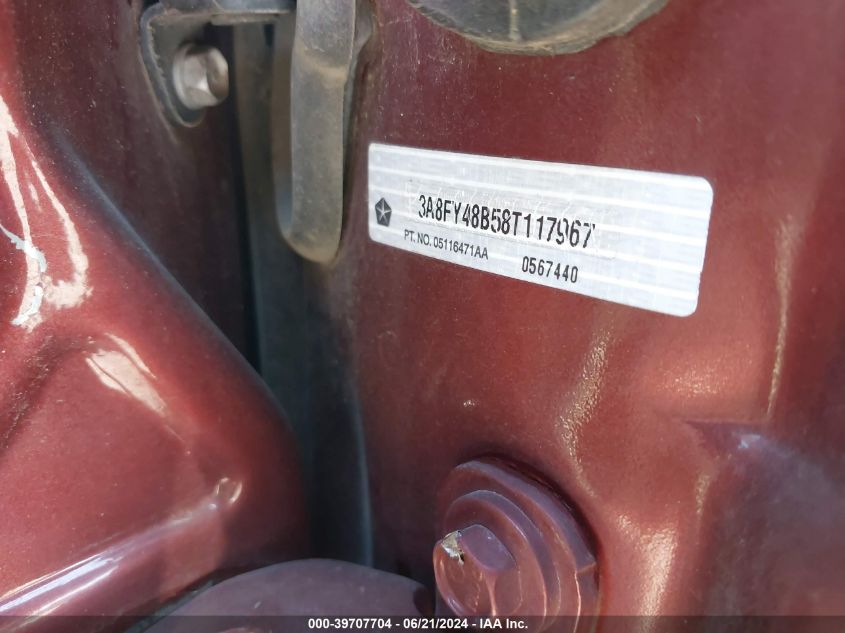 3A8FY48B58T117967
PT. NO. 05116471AA
0567440
000-39707704 - 06/21/2024 - IAA Inc.